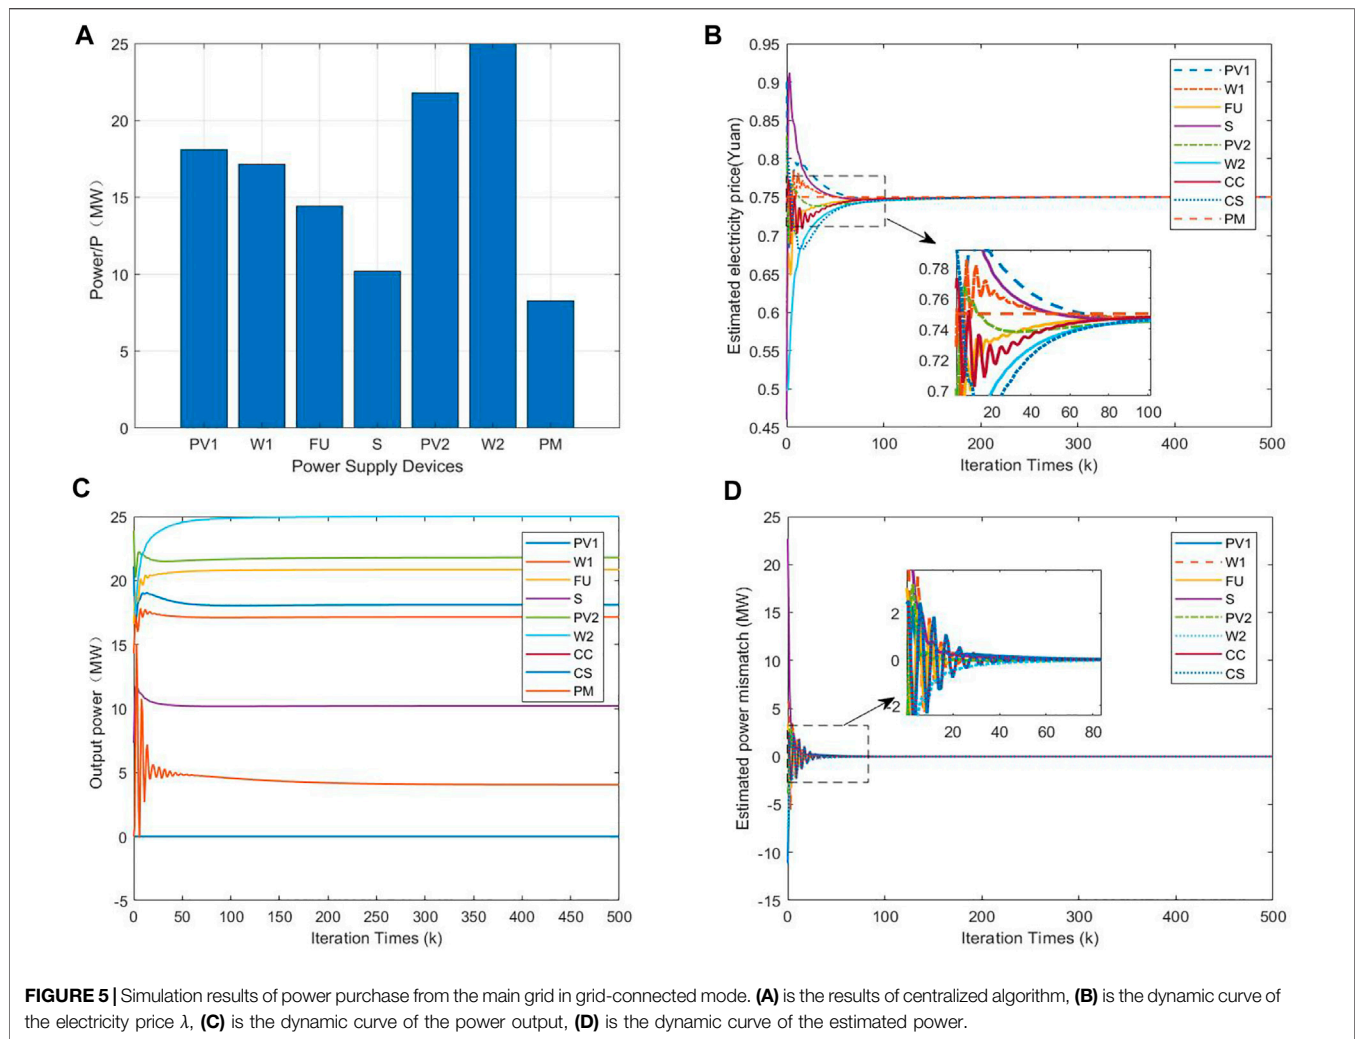 A
25
20
15
10
5
0
Power/P（MW）
PV1 W1 FU S PV2 W2 PM
Power Supply Devices
B
0.95
0.9
0.85
0.8
0.75
0.7
0.65
0.6
0.55
0.5
0.45
Estimated electricity price(Yuan)
PV1
W1
FU
S
PV2
W2
CC
CS
PM
0.78
0.76
0.74
0.72
0.7
20 40 60 80 100
0 100 200 300 400 500
Iteration Times (k)
C
25
20
15
10
5
0
-5
Output power（MW）
PV1
W1
FU
S
PV2
W2
CC
CS
PM
0 50 100 150 200 250 300 350 400 450 500
Iteration Times (k)
D
25
20
15
10
5
0
-5
-10
-15
Estimated power mismatch (MW)
PV1
W1
FU
S
PV2
W2
CC
CS
2
0
-2
20 40 60 80
0 100 200 300 400 500
Iteration Times (k)
FIGURE 5 | Simulation results of power purchase from the main grid in grid-connected mode. (A) is the results of centralized algorithm, (B) is the dynamic curve of
the electricity price λ, (C) is the dynamic curve of the power output, (D) is the dynamic curve of the estimated power.